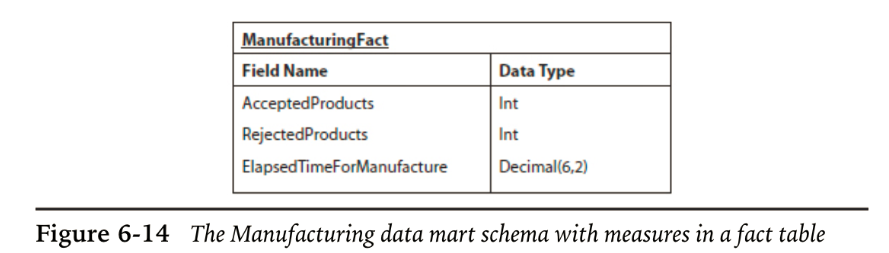 ManufacturingFact
Field Name Data Type
AcceptedProducts Int
RejectedProducts Int
ElapsedTimeForManufacture Decimal(6,2)
Figure 6-14 The Manufacturing data mart schema with measures in a fact table